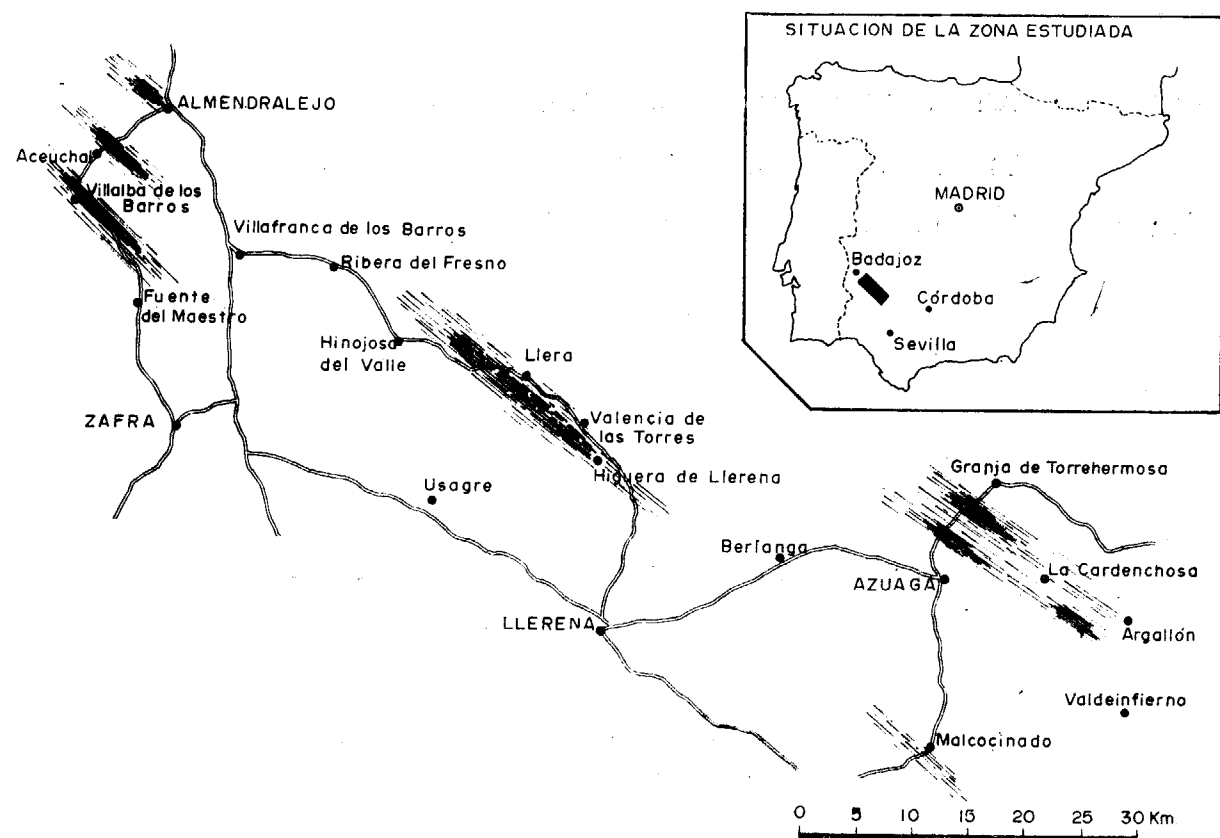 SITUACION DE LA ZONA ESTUDIADA
MADRID
Badajoz
Córdoba
Sevilla
ALMENDRALEJO
Aceuchal
Villalba de los
Barros
Villafranca de los Barros
Ribera del Fresno
Fuente
del Maestro
Hinojosa
del Valle
Llera
ZAFRA
Valencia de
las Torres
Higuera de Llerena
Usagre
Granja de Torrehermosa
Berlanga
La Cardenchosa
AZUAGA
LLERENA
Argallón
Valdeinfierno
Malcocinado
0 5 10 15 20 25 30 Km.